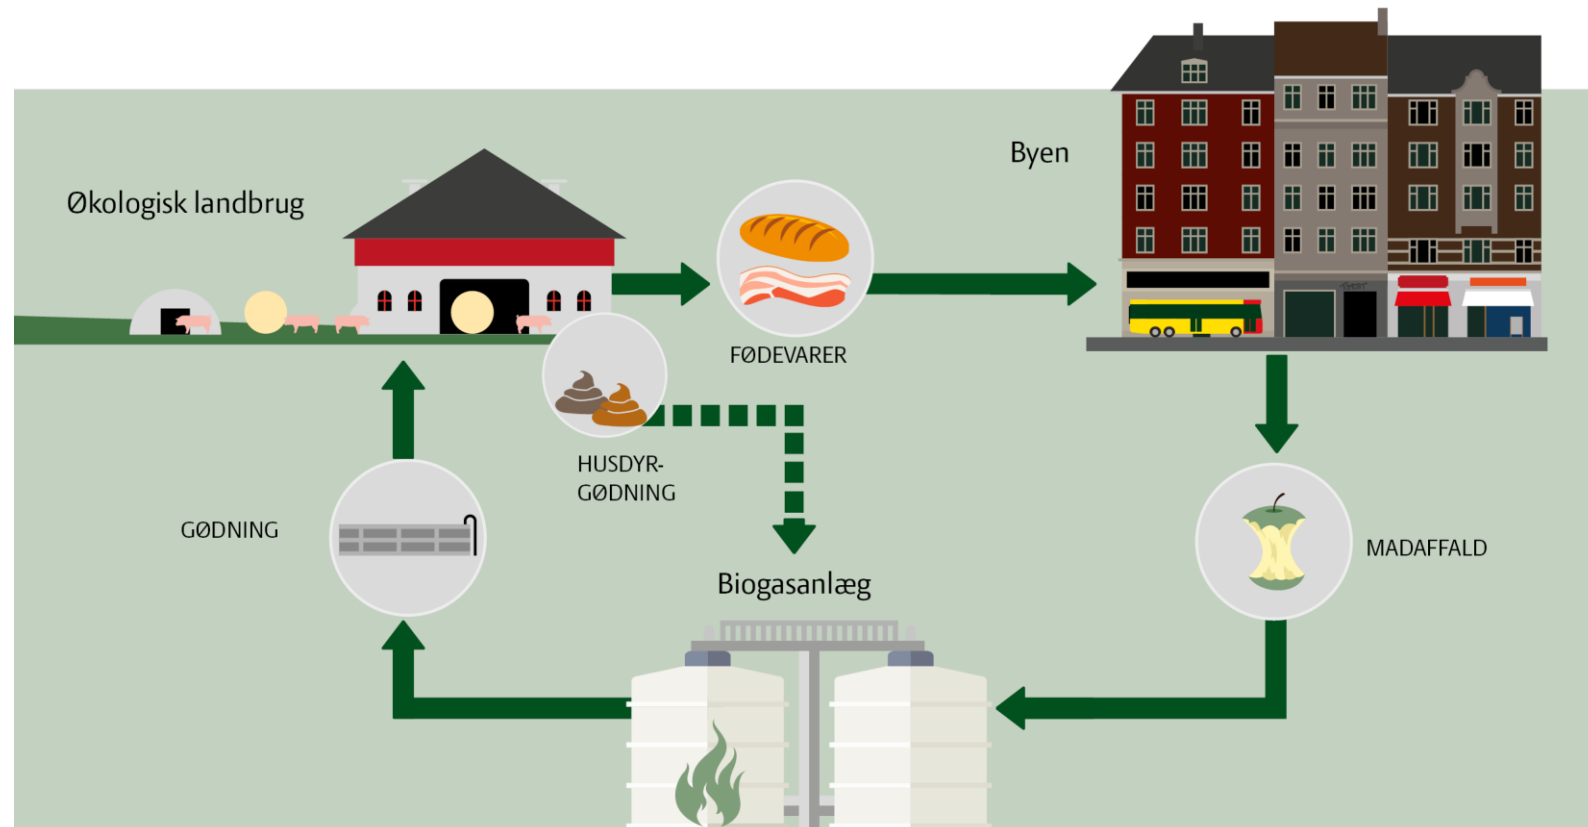 Byen
Økologisk landbrug
FØDEVARER
HUSDYR-
GØDNING
GØDNING
MADAFFALD
Biogasanlæg